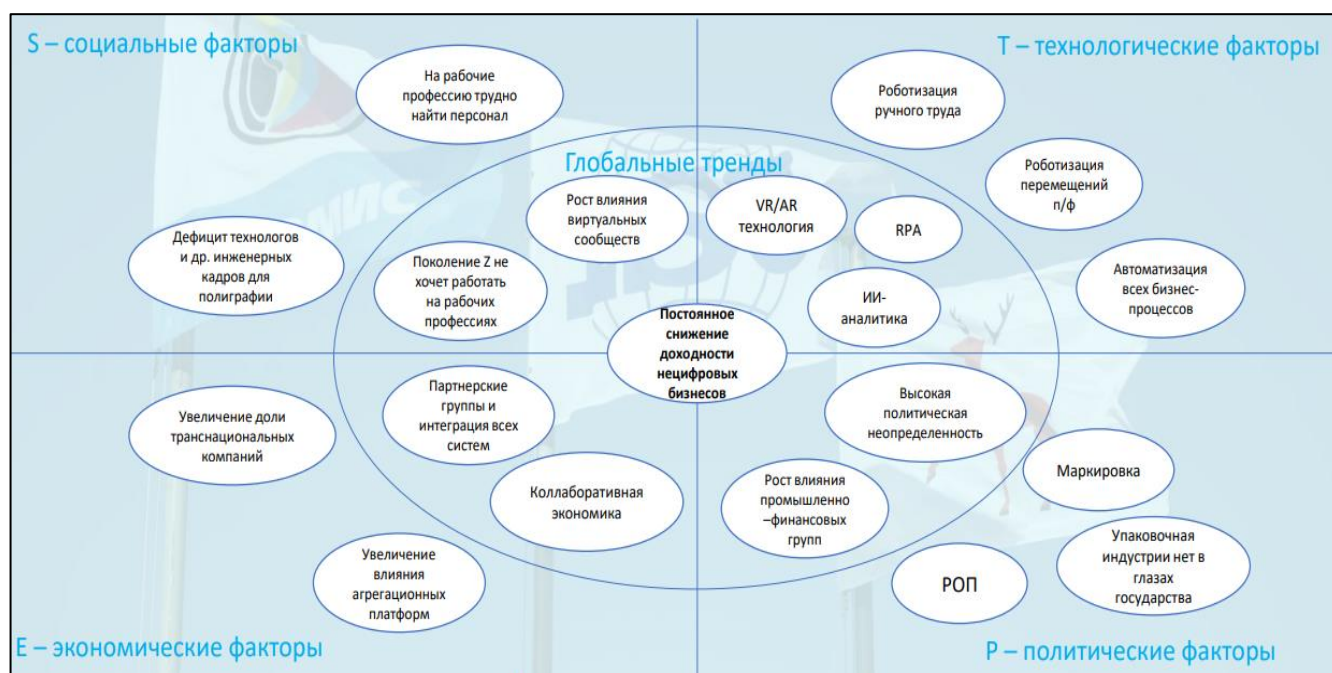 S – социальные факторы
Т – технологические факторы
На рабочие
профессию трудно
найти персонал
Роботизация
ручного труда
Глобальные тренды
Роботизация
перемещений
п/ф
Рост влияния
виртуальных
сообществ
VR/AR
технология
RPA
Дефицит технологов
и др. инженерных
кадров для
полиграфии
Поколение Z не
хочет работать
на рабочих
профессиях
ИИ-
аналитика
Автоматизация
всех бизнес-
процессов
Постоянное
снижение
доходности
нецифровых
бизнесов
Увеличение доли
транснациональных
компаний
Партнерские
группы и
интеграция всех
систем
Высокая
политическая
неопределенность
Коллаборативная
экономика
Рост влияния
промышленно
–финансовых
групп
Маркировка
Увеличение
влияния
агрегационных
платформ
РОП
Упаковочная
индустрии нет в
глазах
государства
Е – экономические факторы
Р – политические факторы